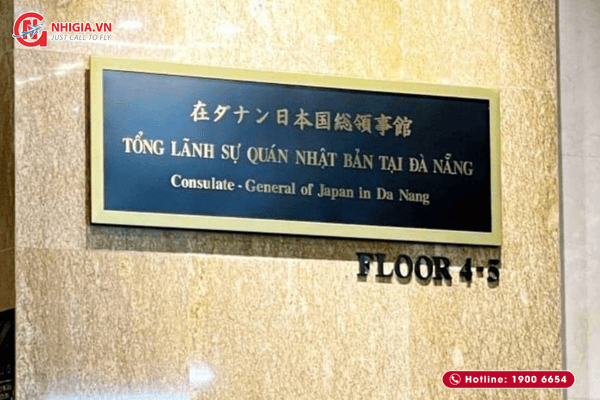 NHIGIA.VN
JUST CALL TO FLY
在ダナン日本国総領事館
TỔNG LÃNH SỰ QUÁN NHẬT BẢN TẠI ĐÀ NẴNG
Consulate - General of Japan in Da Nang
FLOOR 4-5
Hotline: 1900 6654